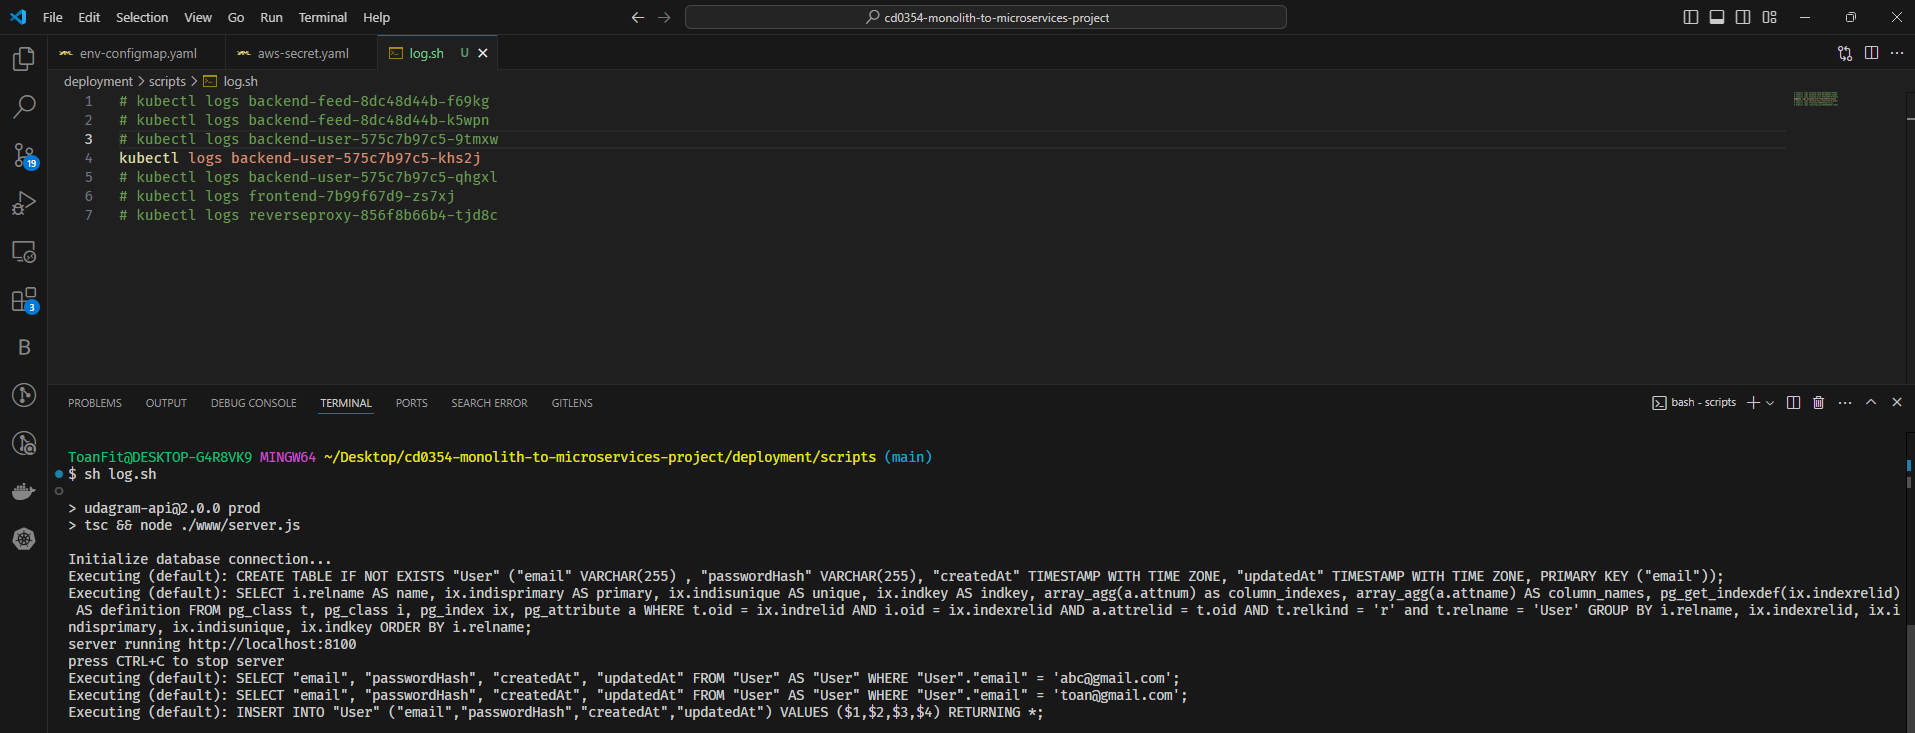 File Edit Selection View Go Run Terminal Help
cd0354-monolith-to-microservices-project
env-configmap.yaml aws-secret.yaml log.sh U
deployment > scripts > log.sh
1 # kubectl logs backend-feed-8dc48d44b-f69kg
2 # kubectl logs backend-feed-8dc48d44b-k5wpn
3 # kubectl logs backend-user-575c7b97c5-9tmxw
4 kubectl logs backend-user-575c7b97c5-khs2j
5 # kubectl logs backend-user-575c7b97c5-qhgxl
6 # kubectl logs frontend-7b99f67d9-zs7xj
7 # kubectl logs reverseproxy-856f8b66b4-tjd8c
19
3
B
PROBLEMS OUTPUT DEBUG CONSOLE TERMINAL PORTS SEARCH ERROR GITLENS
bash - scripts
ToanFit@DESKTOP-G4R8VK9 MINGW64 ~/Desktop/cd0354-monolith-to-microservices-project/deployment/scripts (main)
$ sh log.sh
> udagram-api@2.0.0 prod
> tsc && node ./www/server.js
Initialize database connection...
Executing (default): CREATE TABLE IF NOT EXISTS "User" ("email" VARCHAR(255) , "passwordHash" VARCHAR(255), "createdAt" TIMESTAMP WITH TIME ZONE, "updatedAt" TIMESTAMP WITH TIME ZONE, PRIMARY KEY ("email"));
Executing (default): SELECT i.relname AS name, ix.indisprimary AS primary, ix.indisunique AS unique, ix.indkey AS indkey, array_agg(a.attnum) as column_indexes, array_agg(a.attname) AS column_names, pg_get_indexdef(ix.indexrelid)
AS definition FROM pg_class t, pg_class i, pg_index ix, pg_attribute a WHERE t.oid = ix.indrelid AND i.oid = ix.indexrelid AND a.attrelid = t.oid AND t.relkind = 'r' and t.relname = 'User' GROUP BY i.relname, ix.indexrelid, ix.i
ndisprimary, ix.indisunique, ix.indkey ORDER BY i.relname;
server running http://localhost:8100
press CTRL+C to stop server
Executing (default): SELECT "email", "passwordHash", "createdAt", "updatedAt" FROM "User" AS "User" WHERE "User"."email" = 'abc@gmail.com';
Executing (default): SELECT "email", "passwordHash", "createdAt", "updatedAt" FROM "User" AS "User" WHERE "User"."email" = 'toan@gmail.com';
Executing (default): INSERT INTO "User" ("email","passwordHash","createdAt","updatedAt") VALUES ($1,$2,$3,$4) RETURNING *;